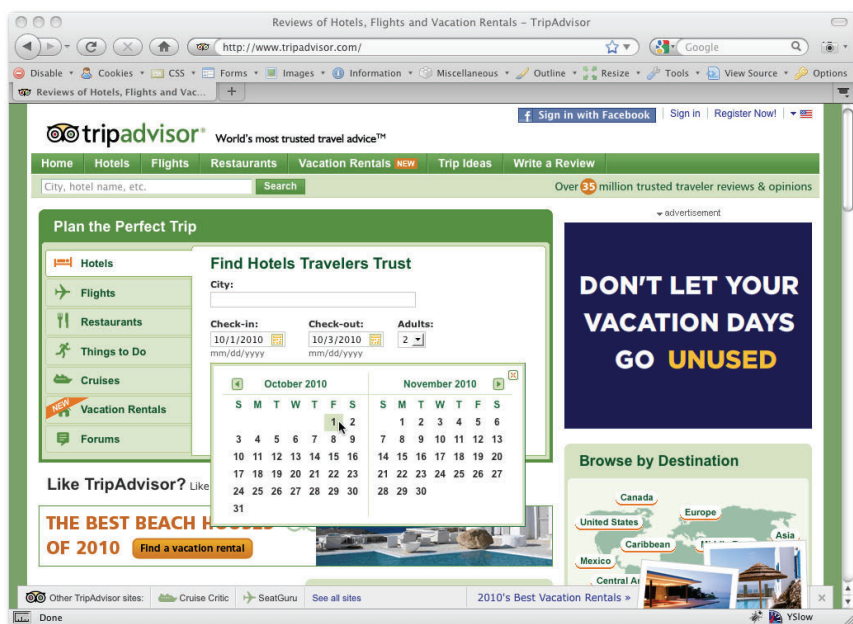 Reviews of Hotels, Flights and Vacation Rentals – TripAdvisor
http://www.tripadvisor.com/
Google
Disable Cookies CSS Forms Images Information Miscellaneous Outline Resize Tools View Source Options
Reviews of Hotels, Flights and Vac... +
f Sign in with Facebook Sign in Register Now!
tripadvisor® World's most trusted travel advice™
Home Hotels Flights Restaurants Vacation Rentals NEW Trip Ideas Write a Review
City, hotel name, etc. Search Over 35 million trusted traveler reviews & opinions
advertisement
Plan the Perfect Trip
Hotels
Flights
Restaurants
Things to Do
Cruises
NEW Vacation Rentals
Forums
Find Hotels Travelers Trust
City:
Check-in: Check-out: Adults:
10/1/2010 10/3/2010 2
mm/dd/yyyy mm/dd/yyyy
October 2010 November 2010
S M T W T F S S M T W T F S
1 2 1 2 3 4 5 6
3 4 5 6 7 8 9 7 8 9 10 11 12 13
10 11 12 13 14 15 16 14 15 16 17 18 19 20
17 18 19 20 21 22 23 21 22 23 24 25 26 27
24 25 26 27 28 29 30 28 29 30
31
DON'T LET YOUR
VACATION DAYS
GO UNUSED
Like TripAdvisor? Like
THE BEST BEACH
OF 2010 Find a vacation rental
Browse by Destination
Canada
Europe
United States
Asia
Caribbean
Mexico
Central
Other TripAdvisor sites: Cruise Critic SeatGuru See all sites 2010's Best Vacation Rentals »
Done YSlow